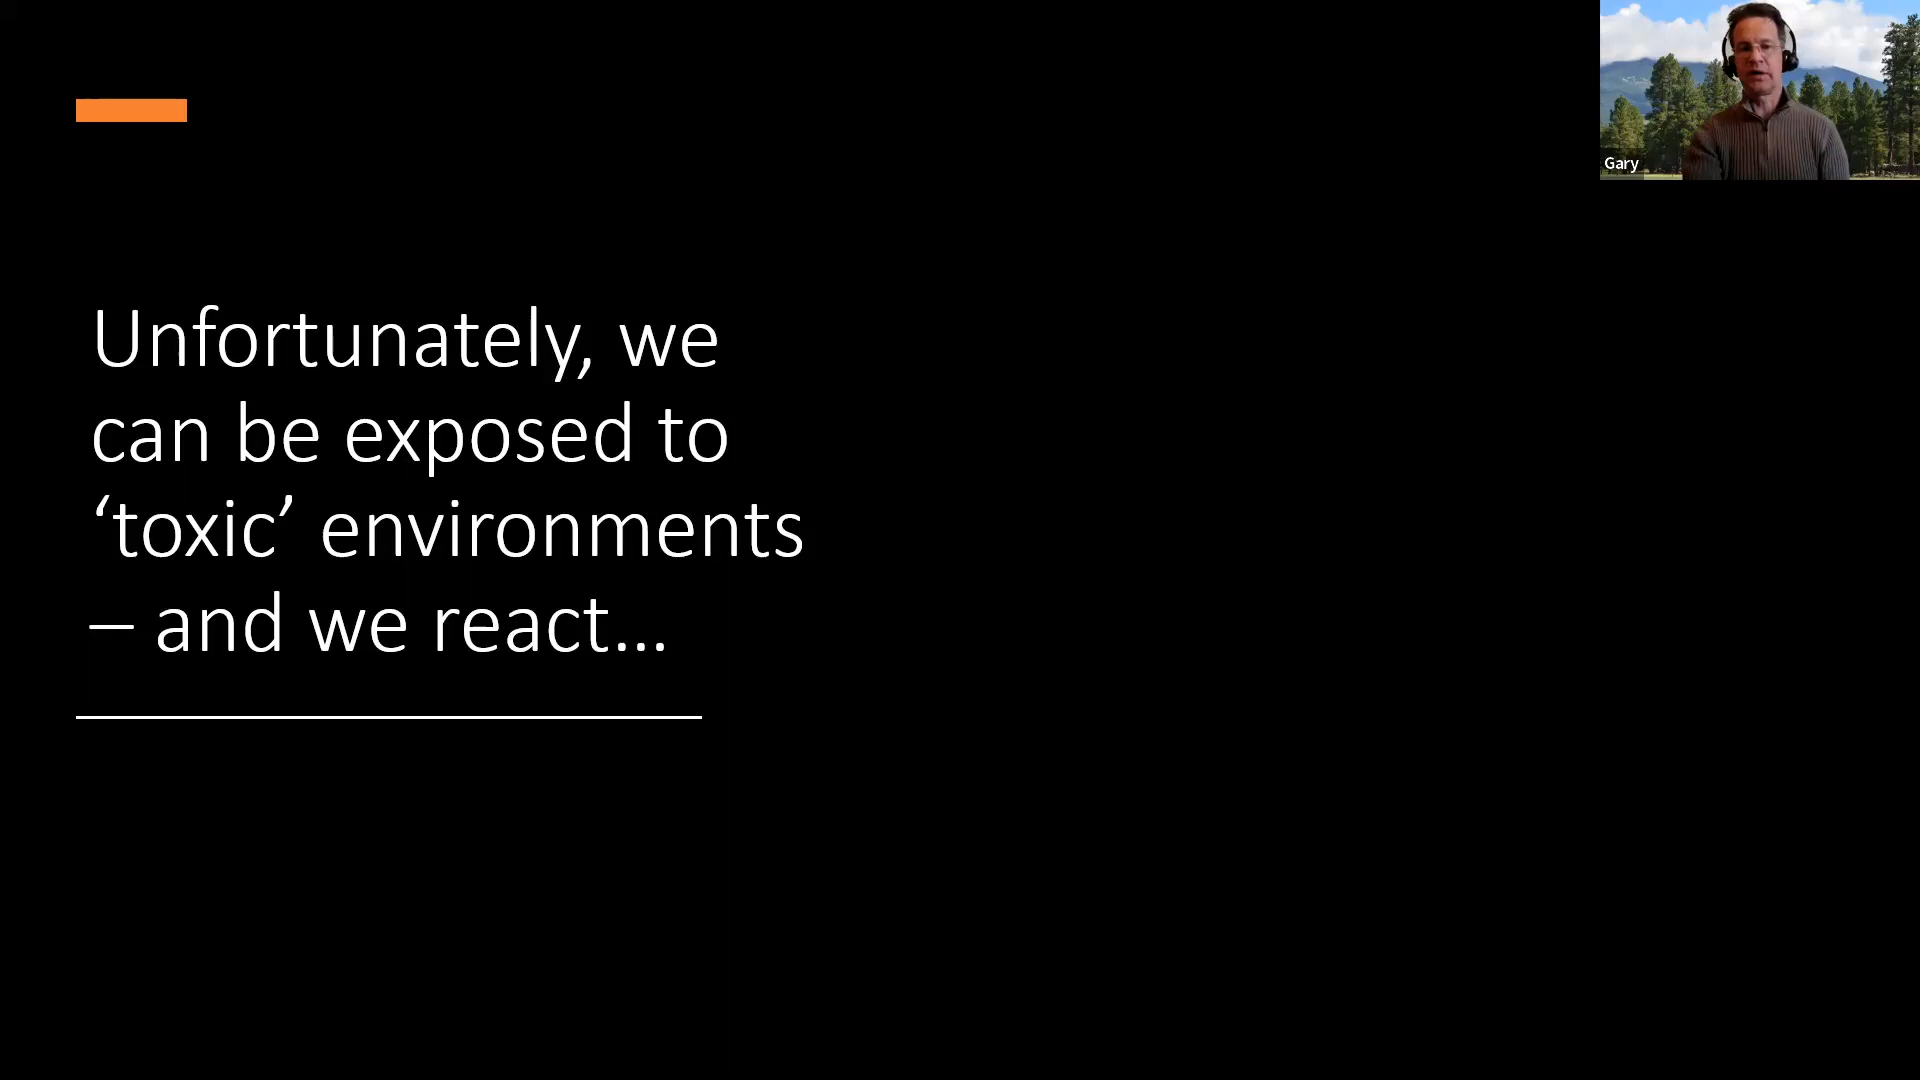 Unfortunately, we
can be exposed to
‘toxic’ environments
– and we react...
Gary